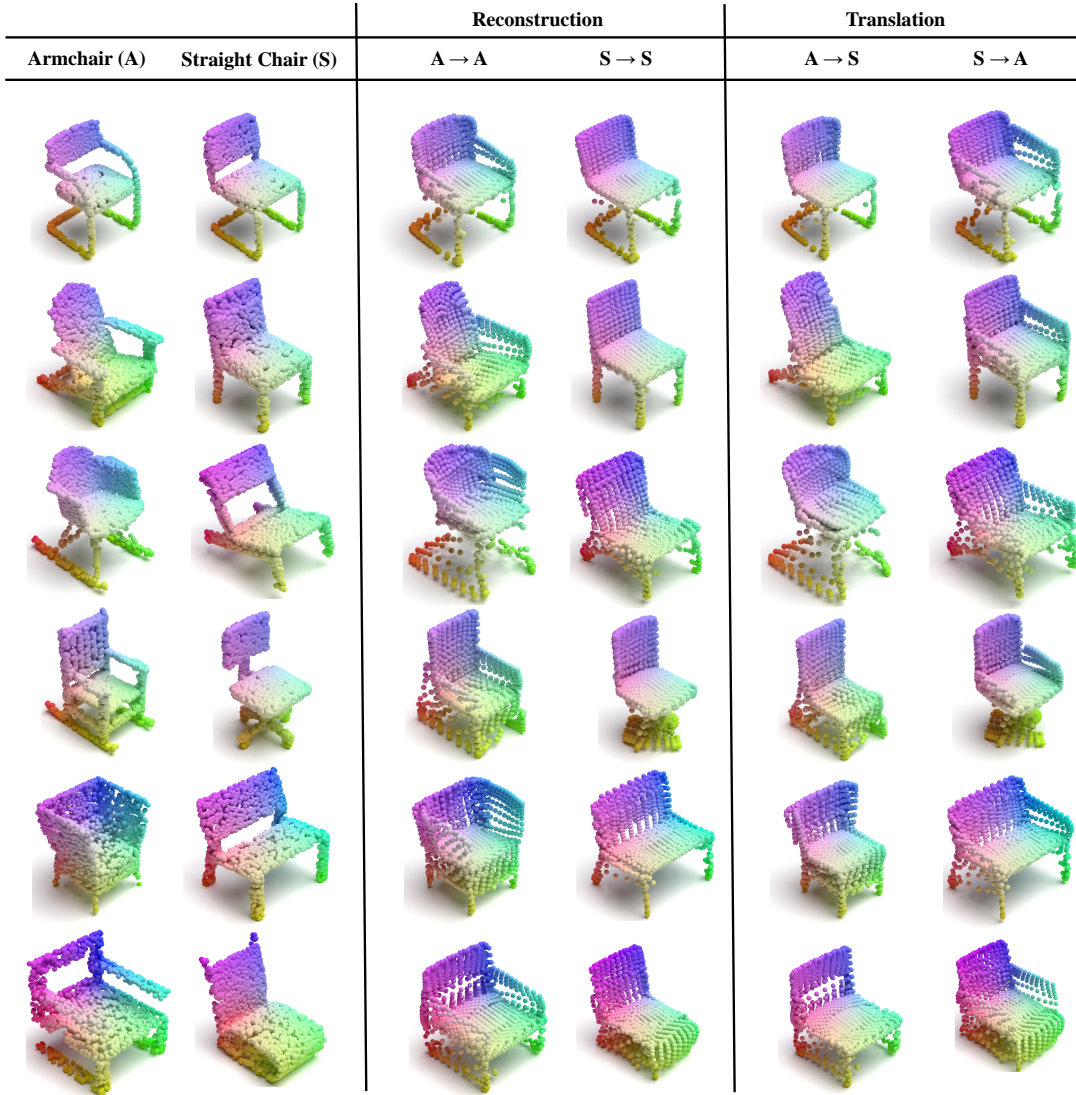 Reconstruction Translation
Armchair (A) Straight Chair (S) A → A S → S A → S S → A